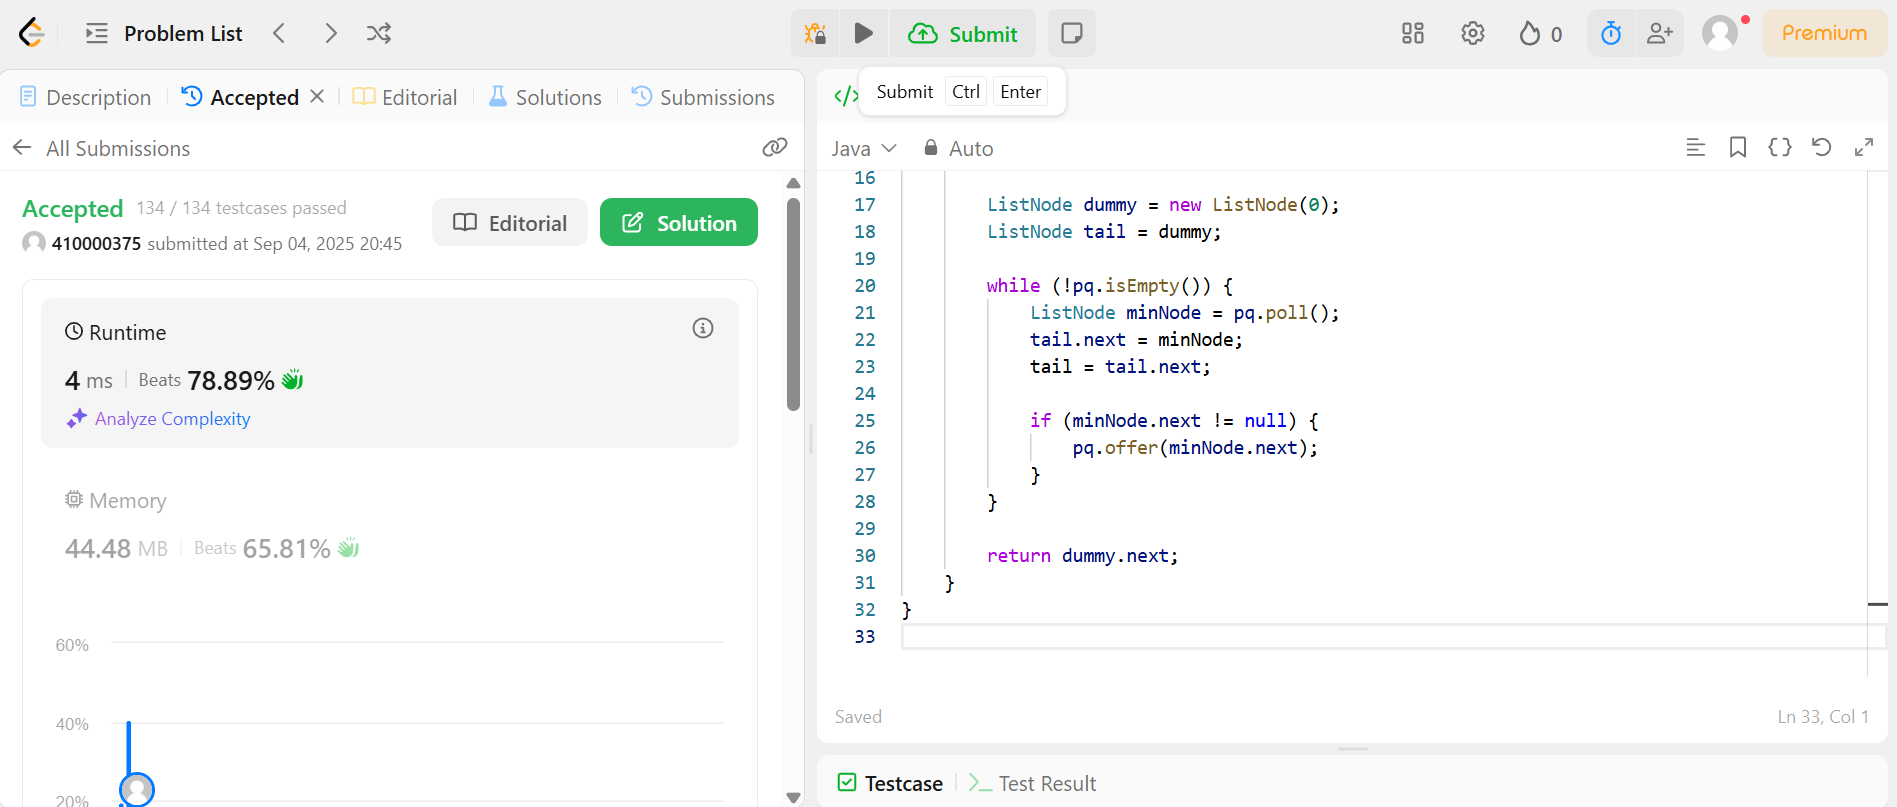 Problem List
Submit
0
Premium
Description
Accepted
Editorial
Solutions
Submissions
Submit Ctrl Enter
</>
All Submissions
Java
Auto
Accepted 134 / 134 testcases passed
410000375 submitted at Sep 04, 2025 20:45
Editorial
Solution
Runtime
4 ms Beats 78.89%
Analyze Complexity
Memory
44.48 MB Beats 65.81%
60%
40%
20%
16
17 ListNode dummy = new ListNode(0);
18 ListNode tail = dummy;
19
20 while (!pq.isEmpty()) {
21 ListNode minNode = pq.poll();
22 tail.next = minNode;
23 tail = tail.next;
24
25 if (minNode.next != null) {
26 pq.offer(minNode.next);
27 }
28 }
29
30 return dummy.next;
31 }
32 }
33
Saved
Ln 33, Col 1
Testcase
Test Result